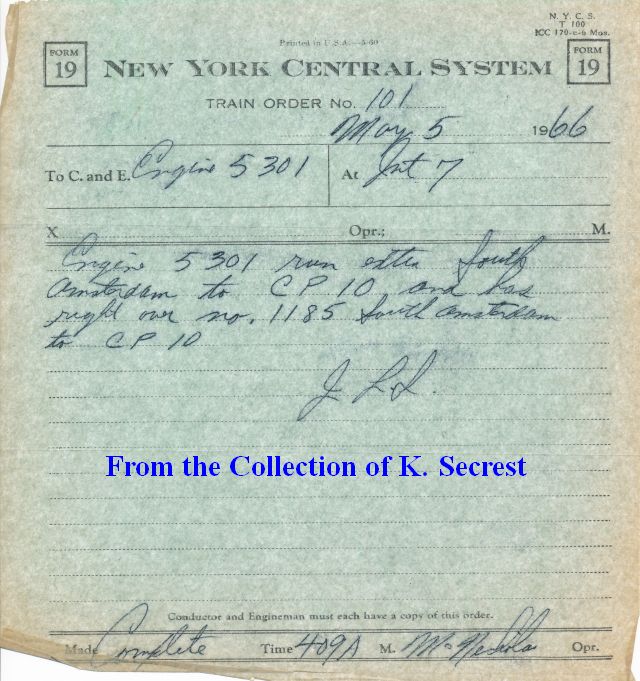 N. Y. C. S.
T 100
ICC 179-c-6 Mos.
Printed in U.S.A.—5-60
FORM 19
NEW YORK CENTRAL SYSTEM
FORM 19
TRAIN ORDER NO. 101
May 5 1966
To C. and E. Engine 5301 At Jnt 7
X Opr.; M.
Engine 5301 run extra South
Amsterdam to CP 10 and has
right over no. 1185 South Amsterdam
to CP 10
J L S.
From the Collection of K. Secrest
Conductor and Engineman must each have a copy of this order.
Made Complete Time 409A M. Opr.